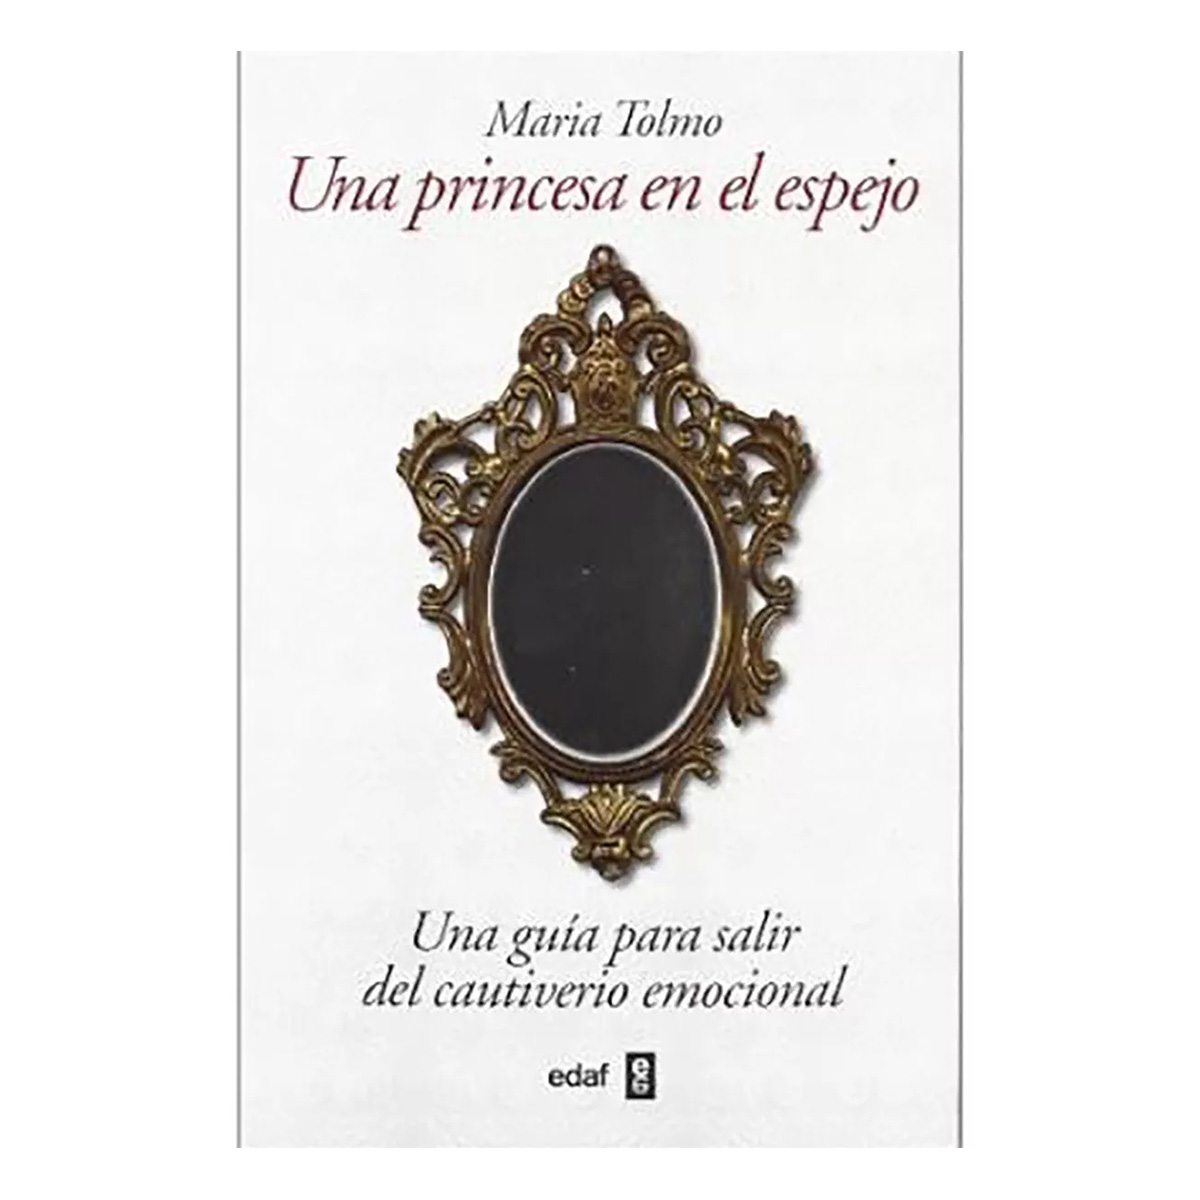 Maria Tolmo
Una princesa en el espejo
Una guía para salir
del cautiverio emocional
edaf